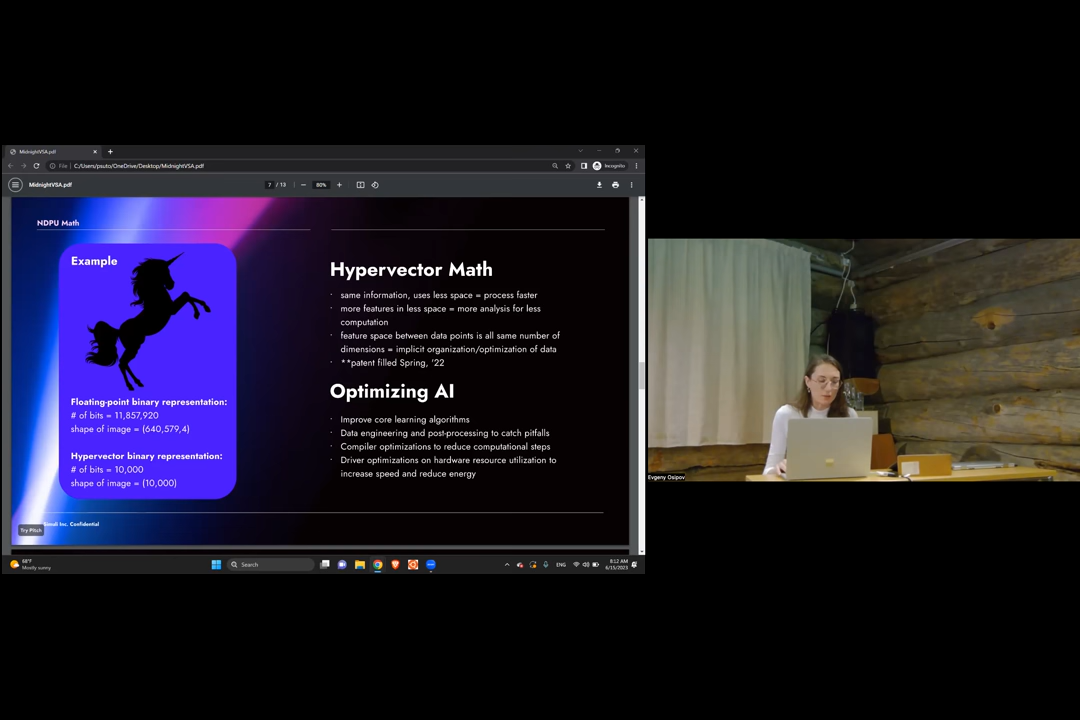 MidnightVSA.pdf
File
C:/Users/psuto/OneDrive/Desktop/MidnightVSA.pdf
Incognito
MidnightVSA.pdf
7 / 13
80%
NDPU Math
Example
Floating-point binary representation:
# of bits = 11,857,920
shape of image = (640,579,4)
Hypervector binary representation:
# of bits = 10,000
shape of image = (10,000)
Hypervector Math
· same information, uses less space = process faster
· more features in less space = more analysis for less
computation
· feature space between data points is all same number of
dimensions = implicit organization/optimization of data
· **patent filled Spring, '22
Optimizing AI
· Improve core learning algorithms
· Data engineering and post-processing to catch pitfalls
· Compiler optimizations to reduce computational steps
· Driver optimizations on hardware resource utilization to
increase speed and reduce energy
Try Pitch
Inc. Confidential
Evgeny Osipov
68°F
Mostly sunny
Search
ENG
8:12 AM
6/15/2023